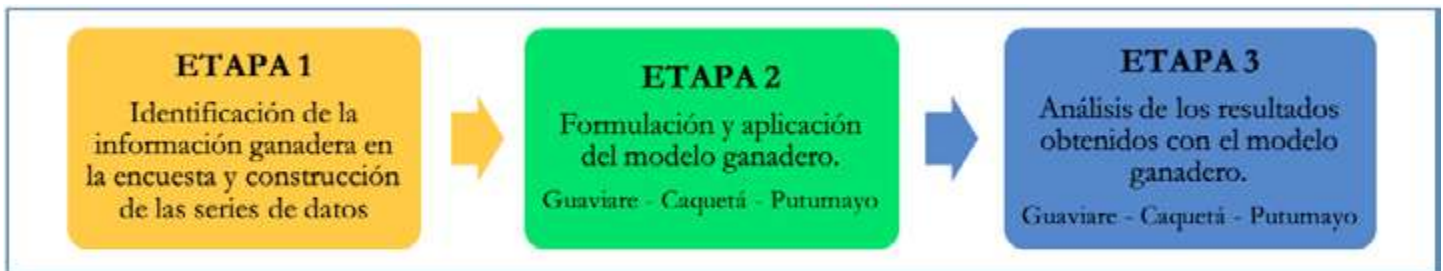 ETAPA 1
Identificación de la
información ganadera en
la encuesta y construcción
de las series de datos
ETAPA 2
Formulación y aplicación
del modelo ganadero.
Guaviare - Caquetá - Putumayo
ETAPA 3
Análisis de los resultados
obtenidos con el modelo
ganadero.
Guaviare - Caquetá - Putumayo